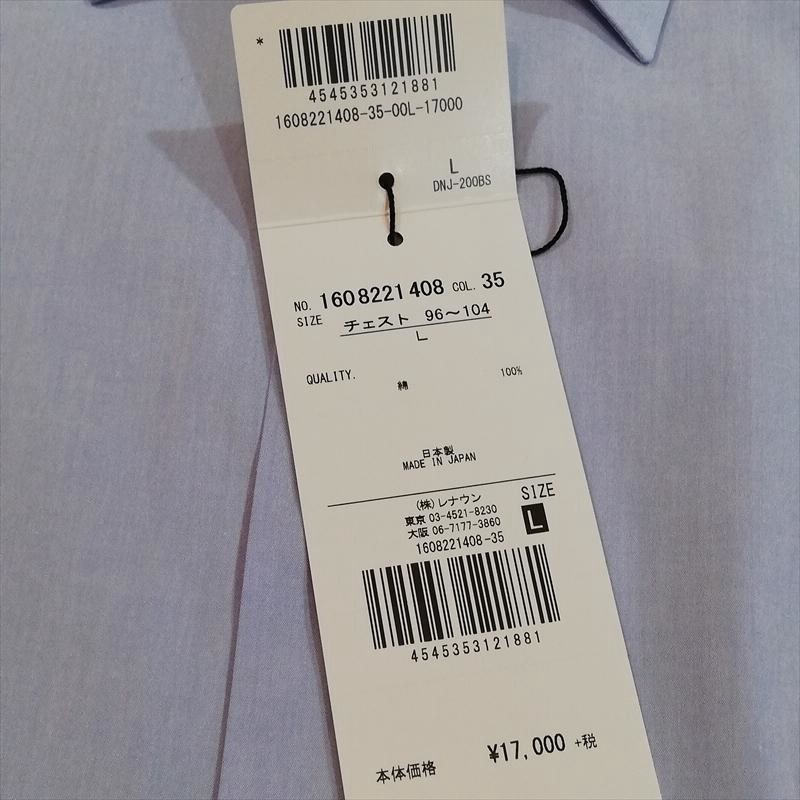 *
4545353121881
1608221408-35-00L-17000
L
DNJ-200BS
NO. 1608221408 COL. 35
SIZE チェスト 96～104
L
QUALITY.
綿 100%
日本製
MADE IN JAPAN
(株)レナウン
東京 03-4521-8230
大阪 06-7177-3860
1608221408-35
SIZE
L
4545353121881
本体価格 ¥17,000 +税